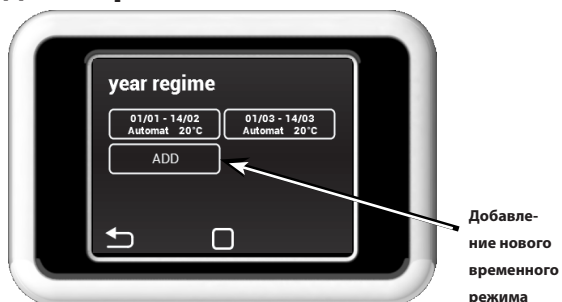 year regime
01/01 - 14/02
Automat 20°C
01/03 - 14/03
Automat 20°C
ADD
Добавле-
ние нового
временного
режима